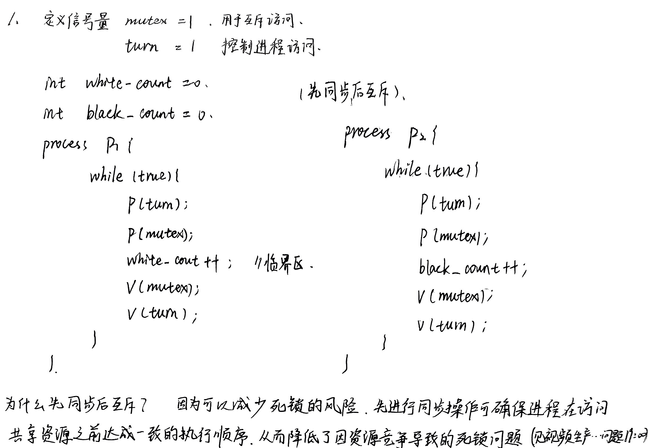 1. 定义信号量 mutex =1 . 用于互斥访问.
turn = 1 控制进程访问.
int white-count =0.
int black_count = 0.
(先同步后互斥)、
process P1 {
while (true){
P(turn);
P(mutex);
white-cout ++ ; //临界区.
V(mutex);
V(turn);
}
}.
process P2 {
while (true){
P(turn);
P(mutex);
black_count++;
V(mutex);
V(turn);
}
}
为什么先同步后互斥? 因为可以减少死锁的风险. 先进行同步操作可确保进程在访问
共享资源之前达成一致的执行顺序. 从而降低了因资源竞争导致的死锁问题 (见视频生产